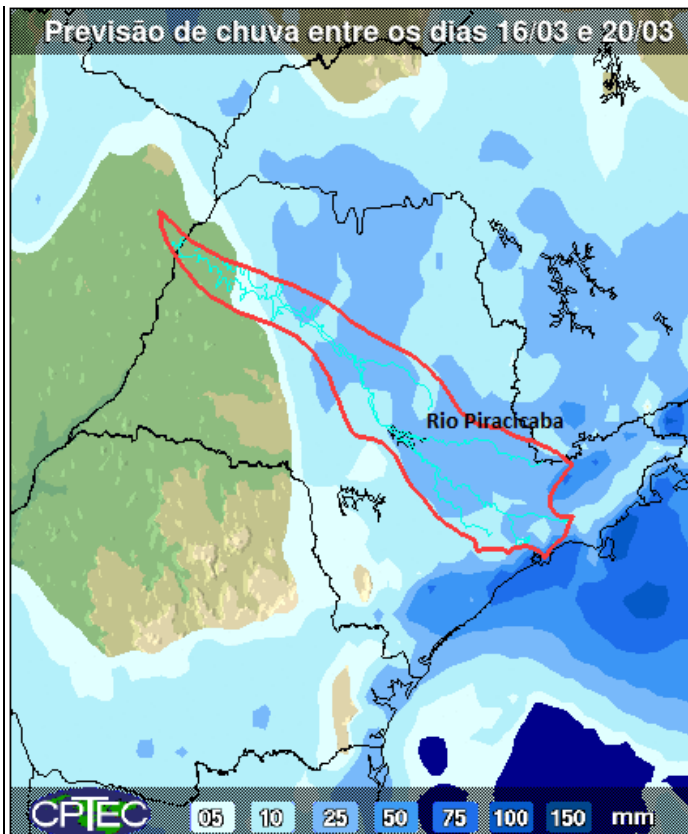 Previsão de chuva entre os dias 16/03 e 20/03
Rio Piracicaba
CPTEC 05 10 25 50 75 100 150 mm